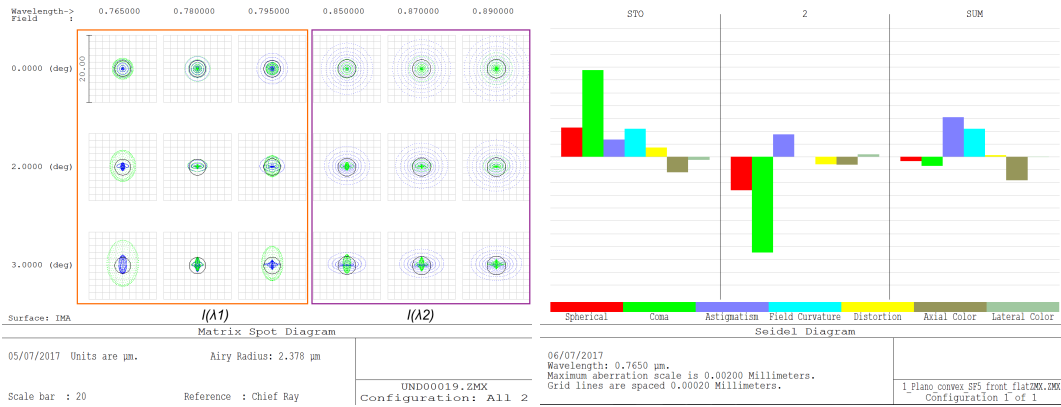 Wavelength-> 0.765000 0.780000 0.795000 0.850000 0.870000 0.890000
Field :
0.0000 (deg)
20.00
2.0000 (deg)
3.0000 (deg)
Surface: IMA
I(λ1) I(λ2)
Matrix Spot Diagram
05/07/2017 Units are µm. Airy Radius: 2.378 µm
Scale bar : 20 Reference : Chief Ray
UND00019.ZMX
Configuration: All 2
STO 2 SUM
Spherical Coma Astigmatism Field Curvature Distortion Axial Color Lateral Color
Seidel Diagram
06/07/2017
Wavelength: 0.7650 µm.
Maximum aberration scale is 0.00200 Millimeters.
Grid lines are spaced 0.00020 Millimeters.
1_Plano_convex_SF5_front_flatZMX.ZMX
Configuration 1 of 1